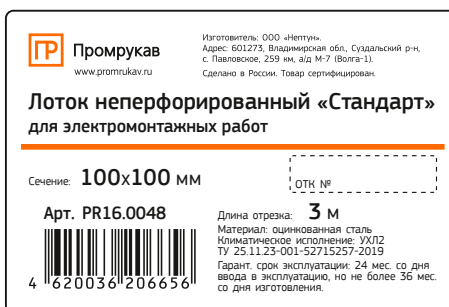 ПР Промрукав
www.promrukav.ru
Изготовитель: ООО «Нептун».
Адрес: 601273, Владимирская обл., Суздальский р-н,
с. Павловское, 259 км, а/д М-7 (Волга-1).
Сделано в России. Товар сертифицирован.
Лоток неперфорированный «Стандарт»
для электромонтажных работ
Сечение: 100x100 мм
ОТК №
Арт. PR16.0048
4 620036 206656
Длина отрезка: 3 м
Материал: оцинкованная сталь
Климатическое исполнение: УХЛ2
ТУ 25.11.23-001-52715257-2019
Гарант. срок эксплуатации: 24 мес. со дня
ввода в эксплуатацию, но не более 36 мес.
со дня изготовления.